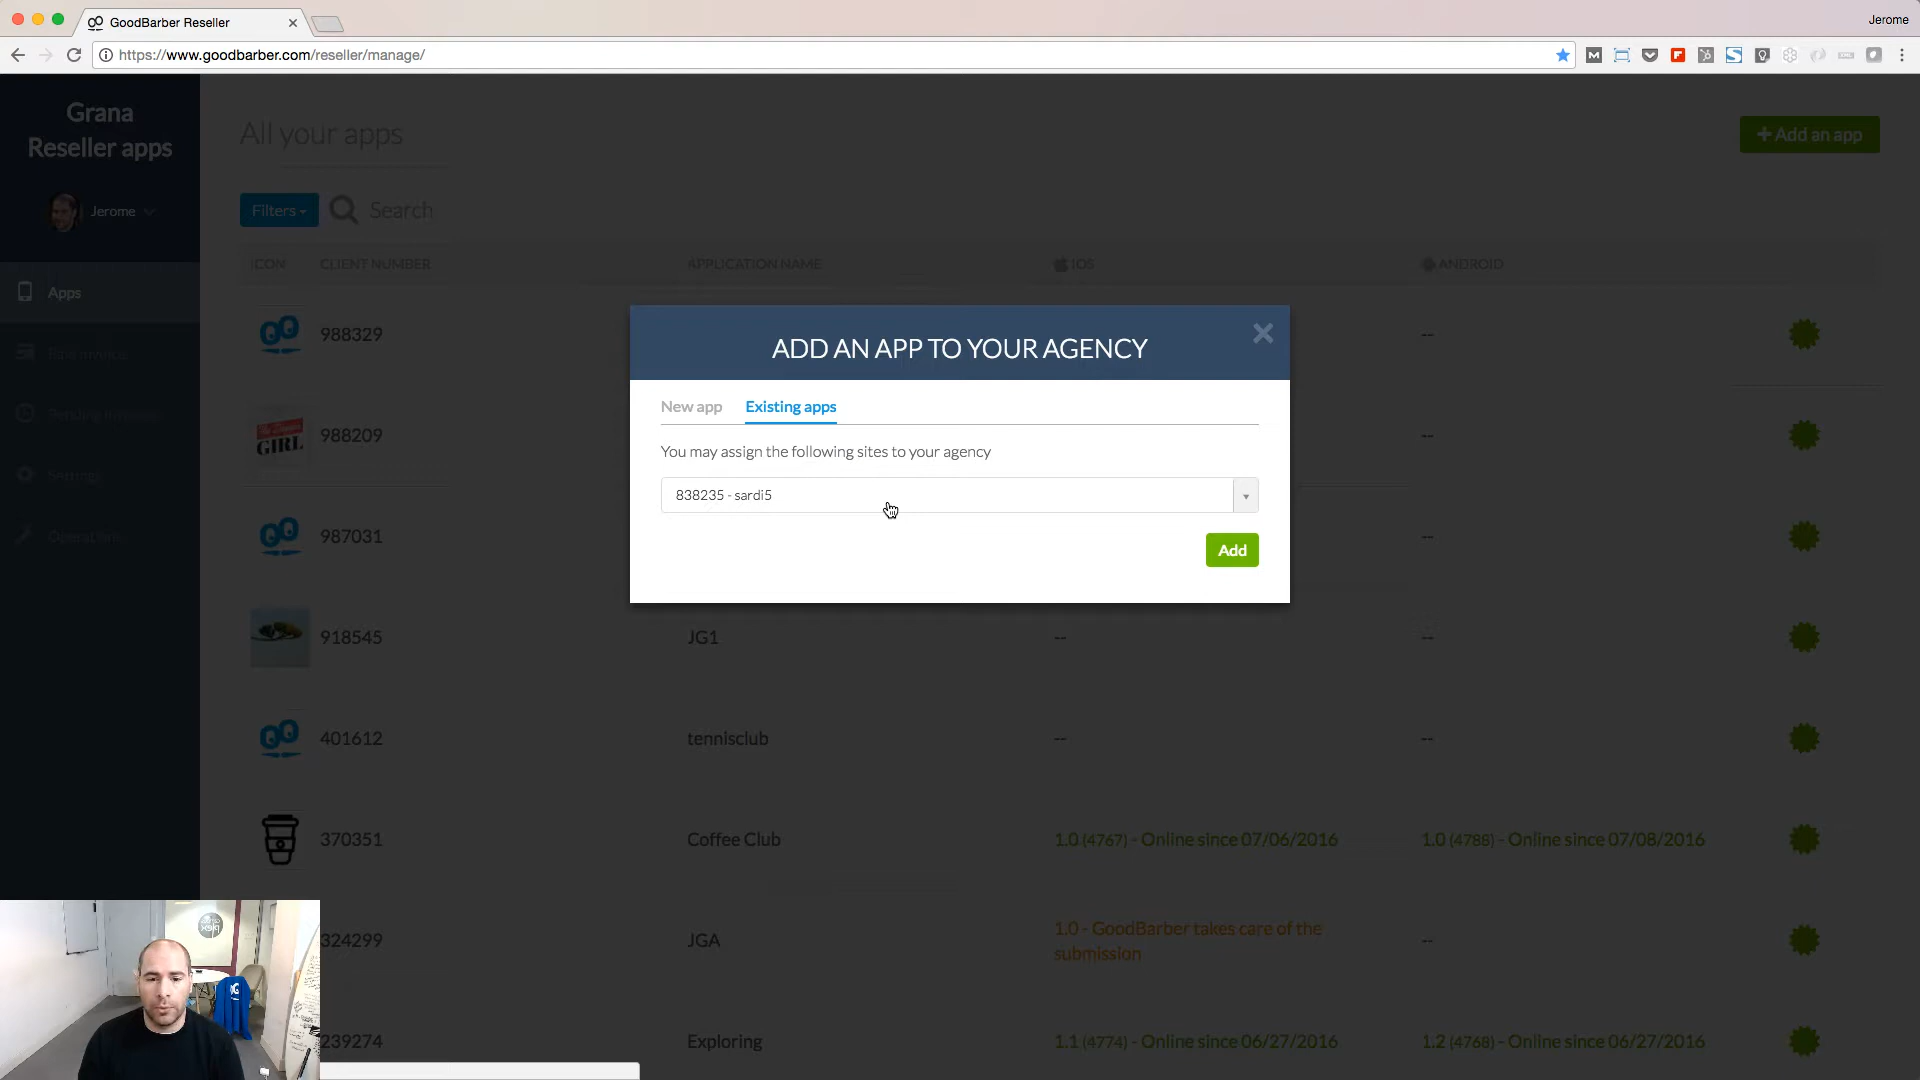 GoodBarber Reseller
Jerome
https://www.goodbarber.com/reseller/manage/
Grana
Reseller apps
Jerome
Apps
Paid invoices
Pending invoices
Settings
Operations
All your apps
+ Add an app
Filters
Search
ICON CLIENT NUMBER APPLICATION NAME IOS ANDROID
988329 --
GIRL 988209 --
987031 --
ADD AN APP TO YOUR AGENCY
New app Existing apps
You may assign the following sites to your agency
838235 - sardi5
Add
918545 JG1 -- --
401612 tennisclub -- --
370351 Coffee Club 1.0 (4767) - Online since 07/06/2016 1.0 (4788) - Online since 07/08/2016
324299 JGA 1.0 - GoodBarber takes care of the
submission --
239274 Exploring 1.1 (4774) - Online since 06/27/2016 1.2 (4768) - Online since 06/27/2016